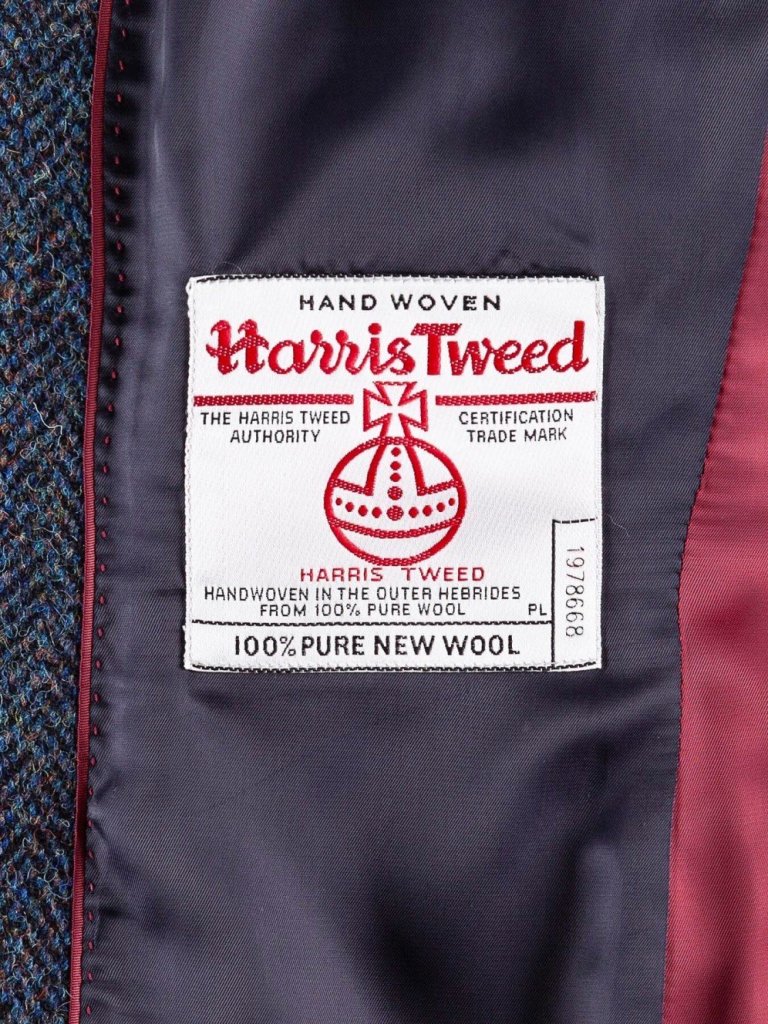 HAND WOVEN
Harris Tweed
THE HARRIS TWEED
AUTHORITY
CERTIFICATION
TRADE MARK
HARRIS TWEED
HANDWOVEN IN THE OUTER HEBRIDES
FROM 100% PURE WOOL
PL
100% PURE NEW WOOL
1978668